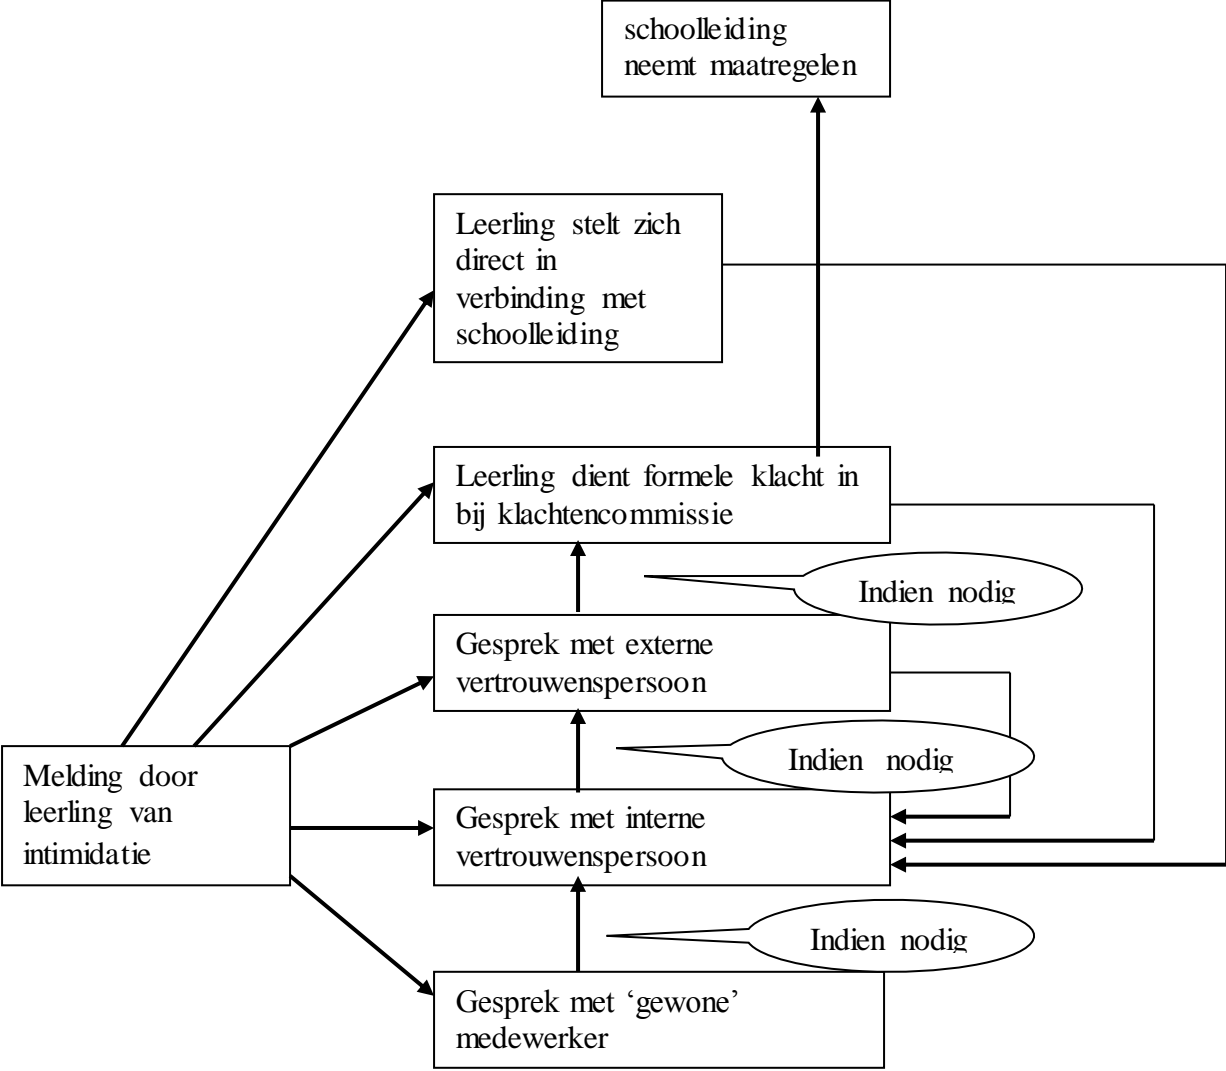 schoolleiding
neemt maatregelen
Leerling stelt zich
direct in
verbinding met
schoolleiding
Leerling dient formele klacht in
bij klachtencommissie
Indien nodig
Gesprek met externe
vertrouwenspersoon
Indien nodig
Melding door
leerling van
intimidatie
Gesprek met interne
vertrouwenspersoon
Indien nodig
Gesprek met ‘gewone’
medewerker